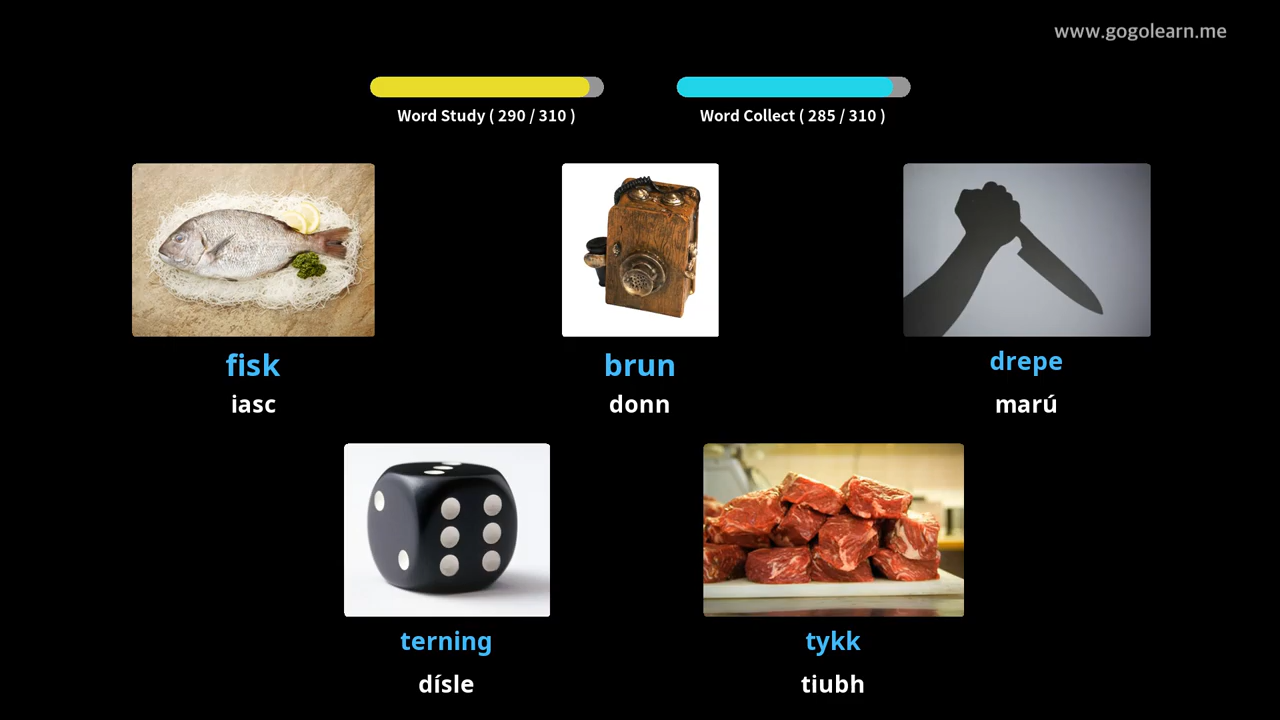 www.gogolearn.me
Word Study ( 290 / 310 )
Word Collect ( 285 / 310 )
fisk
iasc
brun
donn
drepe
marú
terning
dísle
tykk
tiubh